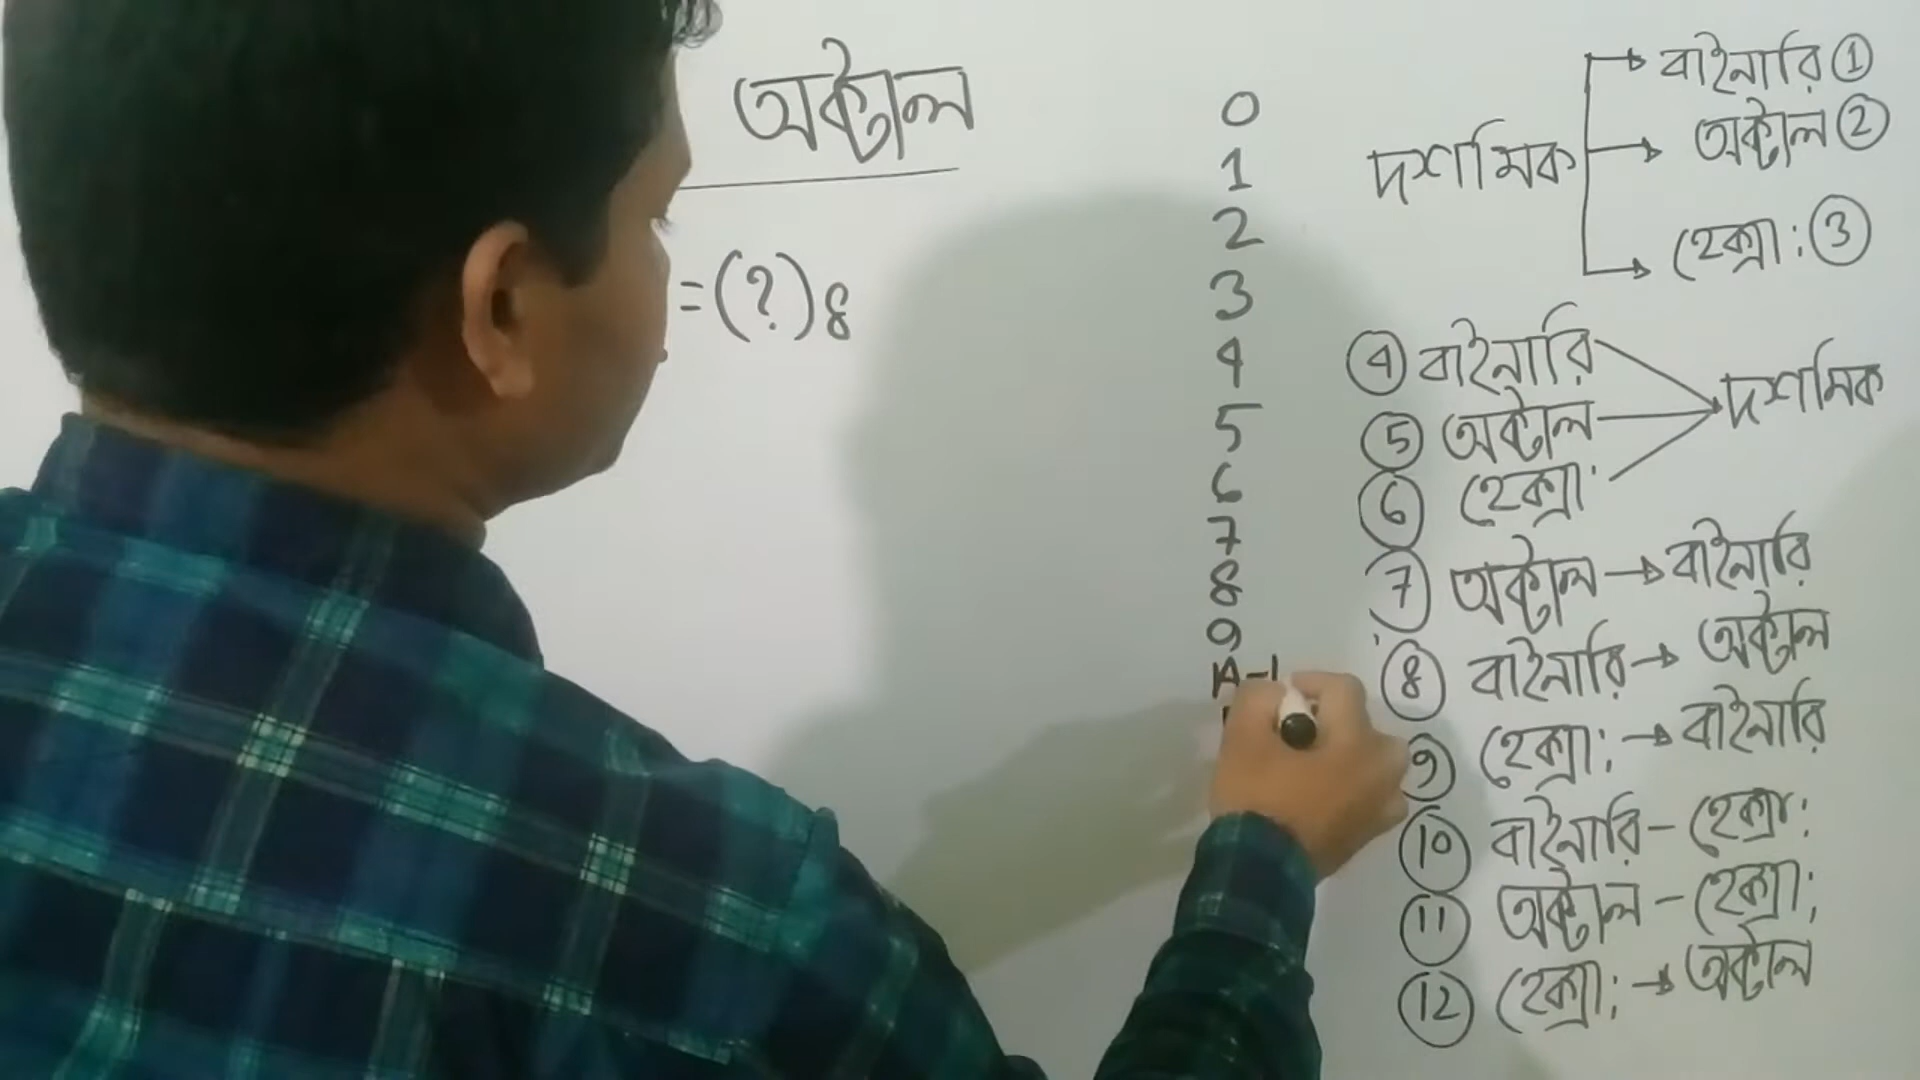 অক্টাল
=(?)8
0
1
2
3
4
5
6
7
8
9
A-1
দশমিক
বাইনারি ①
অক্টাল ②
হেক্সা: ③
④ বাইনারি
⑤ অক্টাল
⑥ হেক্সা
দশমিক
⑦ অক্টাল → বাইনারি
⑧ বাইনারি → অক্টাল
⑨ হেক্সা: → বাইনারি
⑩ বাইনারি - হেক্সা:
⑪ অক্টাল - হেক্সা:
⑫ হেক্সা: → অক্টাল